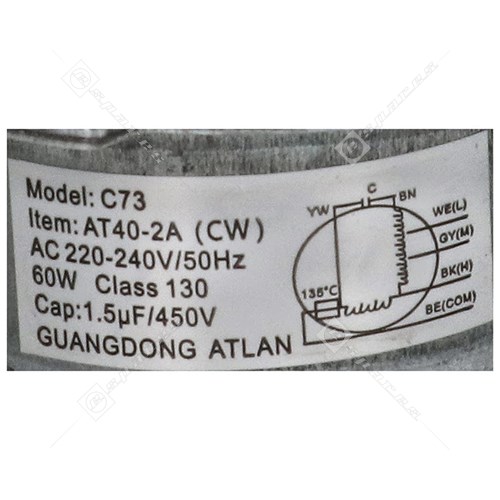 Model: C73
Item: AT40-2A (CW)
AC 220-240V/50Hz
60W Class 130
Cap: 1.5µF/450V
GUANGDONG ATLAN
C
YW
BN
WE(L)
GY(M)
BK(H)
BE(COM)
135°C